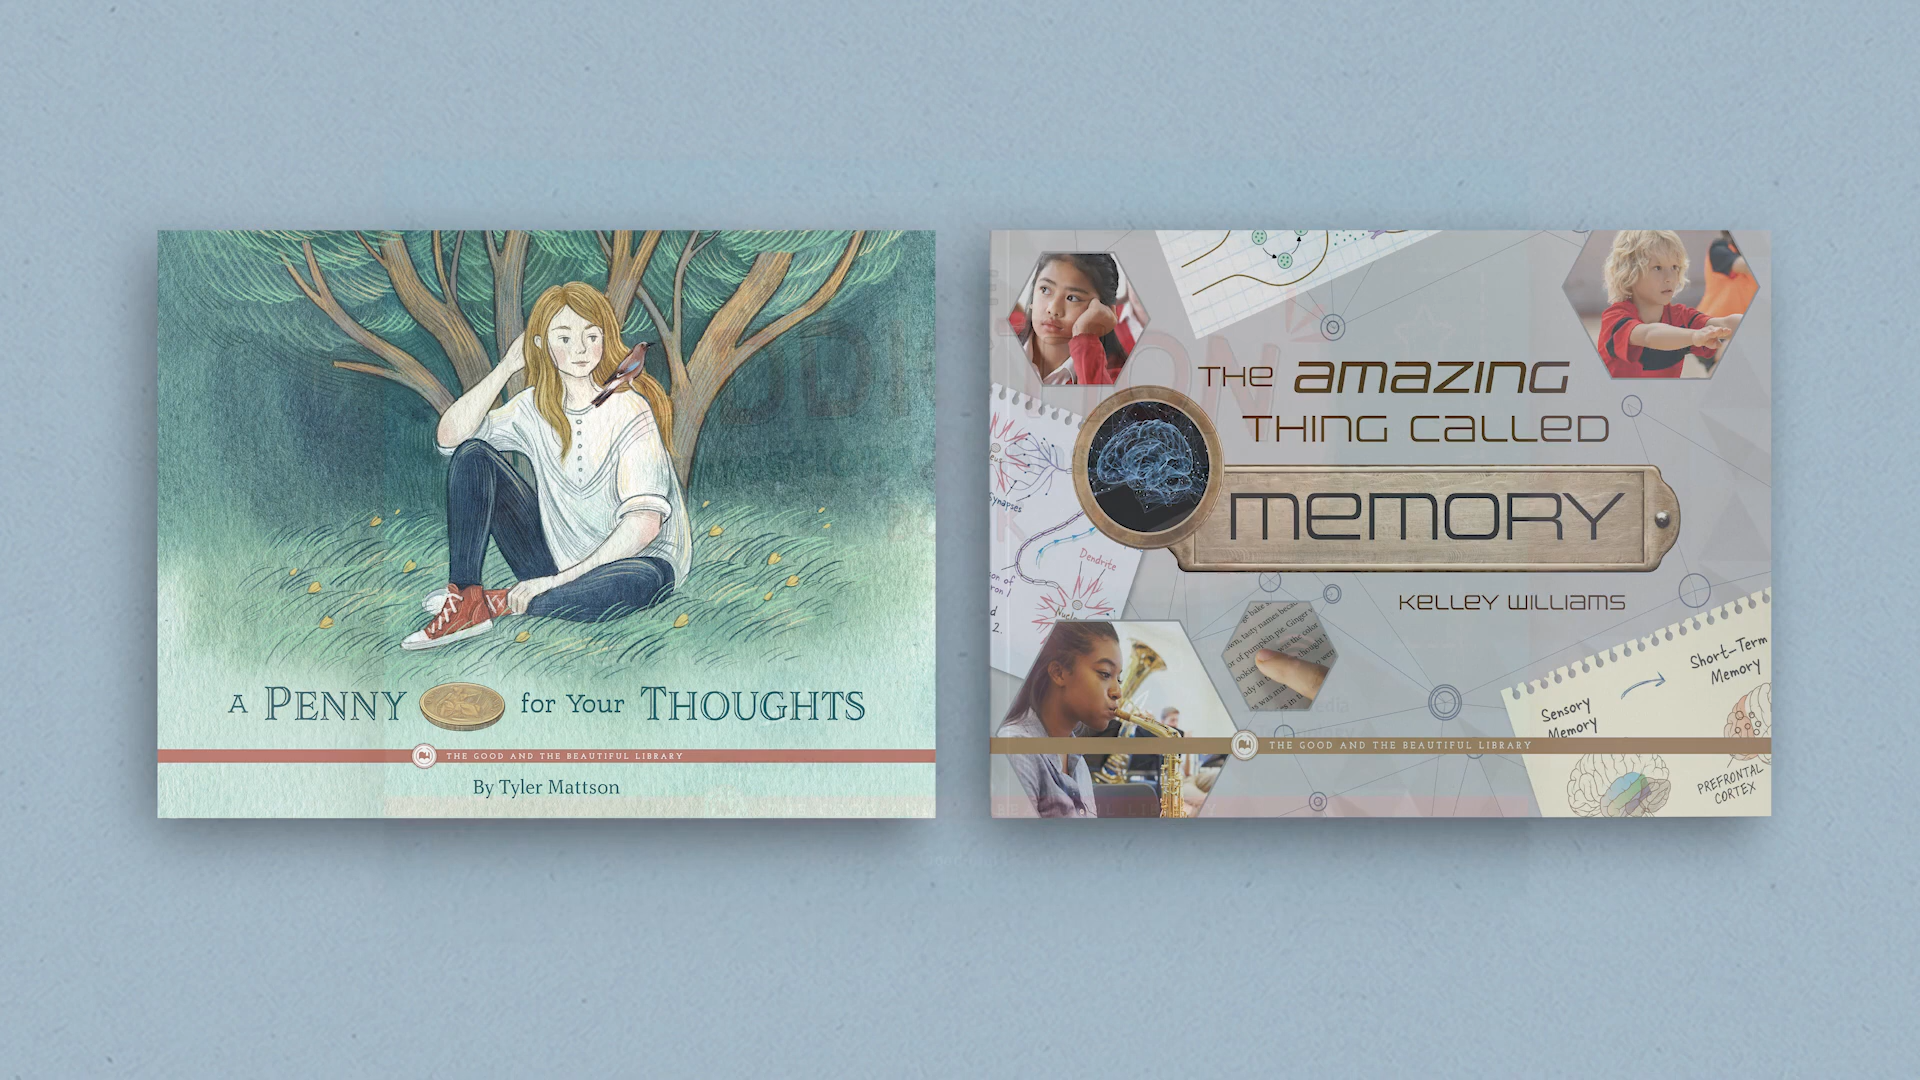 A PENNY for Your THOUGHTS
THE GOOD AND THE BEAUTIFUL LIBRARY
By Tyler Mattson
THE amazing
THING CALLED
MEMORY
KELLEY WILLIAMS
Synapses
Dendrite
2.
Short-Term
Memory
Sensory
Memory
PREFRONTAL
CORTEX
THE GOOD AND THE BEAUTIFUL LIBRARY